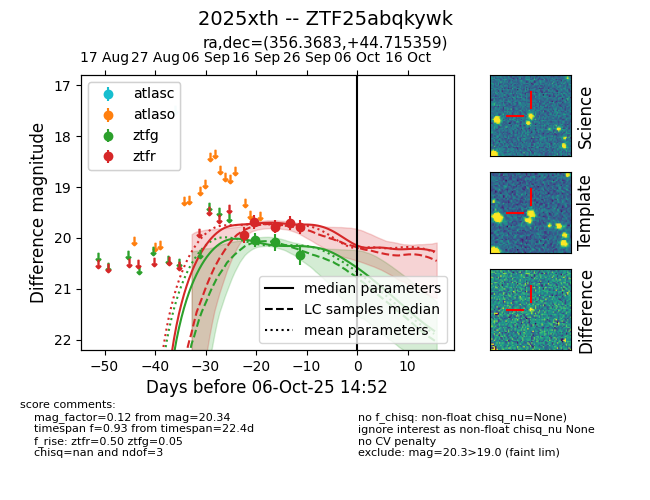 2025xth -- ZTF25abqkywk
ra,dec=(356.3683,+44.715359)
17 Aug 27 Aug 06 Sep 16 Sep 26 Sep 06 Oct 16 Oct
atlasc
atlaso
ztfg
ztfr
Difference magnitude
17
18
19
20
21
22
median parameters
LC samples median
mean parameters
−50 −40 −30 −20 −10 0 10
Days before 06-Oct-25 14:52
Science
Template
Difference
score comments:
mag_factor=0.12 from mag=20.34
timespan f=0.93 from timespan=22.4d
f_rise: ztfr=0.50 ztfg=0.05
chisq=nan and ndof=3
no f_chisq: non-float chisq_nu=None)
ignore interest as non-float chisq_nu None
no CV penalty
exclude: mag=20.3>19.0 (faint lim)